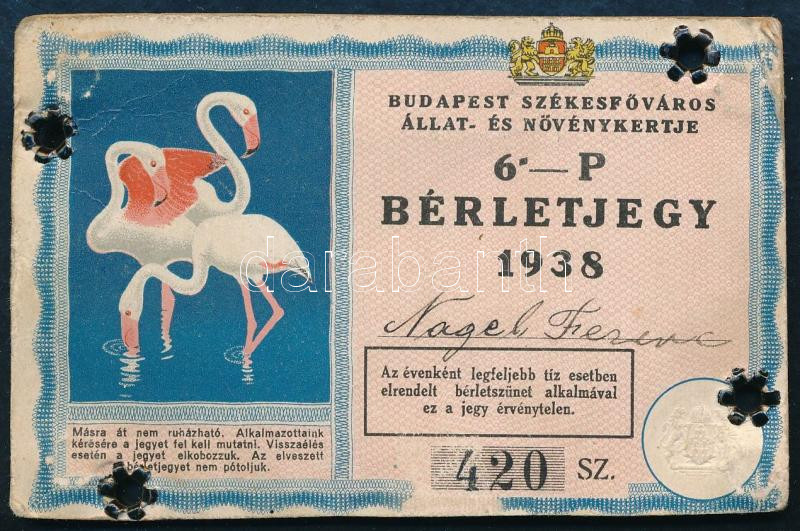 BUDAPEST SZÉKESFŐVÁROS
ÁLLAT- ÉS NÖVÉNYKERTJE
6·— P
BÉRLETJEGY
1938
Nagel Ferenc
Az évenként legfeljebb tíz esetben
elrendelt bérletszünet alkalmával
ez a jegy érvénytelen.
420 SZ.
Másra át nem ruházható. Alkalmazottaink
kérésére a jegyet fel kell mutatni. Visszaélés
esetén a jegyet elkobozzuk. Az elveszett
bérletjegyet nem pótoljuk.
darabanth